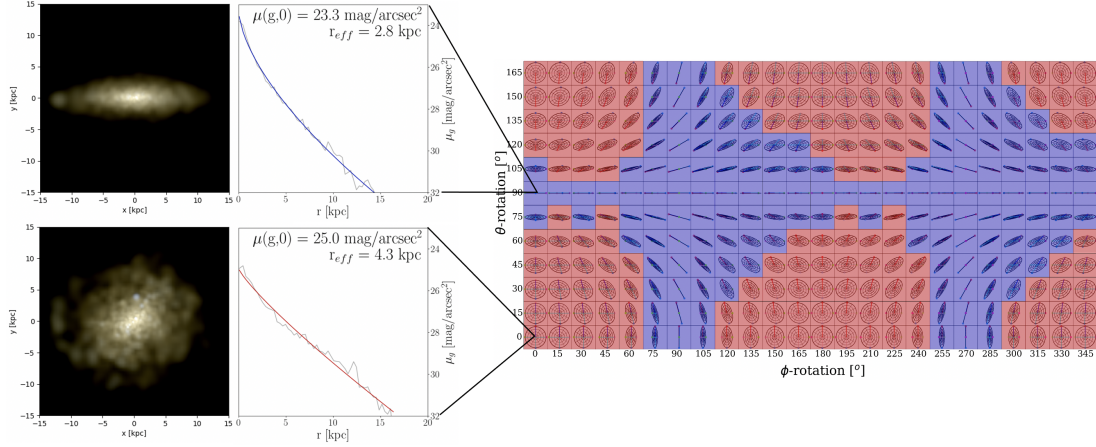 15
10
5
0
−5
−10
−15
−15 −10 −5 0 5 10 15
x [kpc]
y [kpc]
μ(g,0) = 23.3 mag/arcsec²
r_eff = 2.8 kpc
24
26
28
30
32
μ_g [mag/arcsec²]
0 5 10 15 20
r [kpc]
15
10
5
0
−5
−10
−15
−15 −10 −5 0 5 10 15
x [kpc]
y [kpc]
μ(g,0) = 25.0 mag/arcsec²
r_eff = 4.3 kpc
24
26
28
30
32
μ_g [mag/arcsec²]
0 5 10 15 20
r [kpc]
θ-rotation [°]
165
150
135
120
105
90
75
60
45
30
15
0
0 15 30 45 60 75 90 105 120 135 150 165 180 195 210 225 240 255 270 285 300 315 330 345
ϕ-rotation [°]